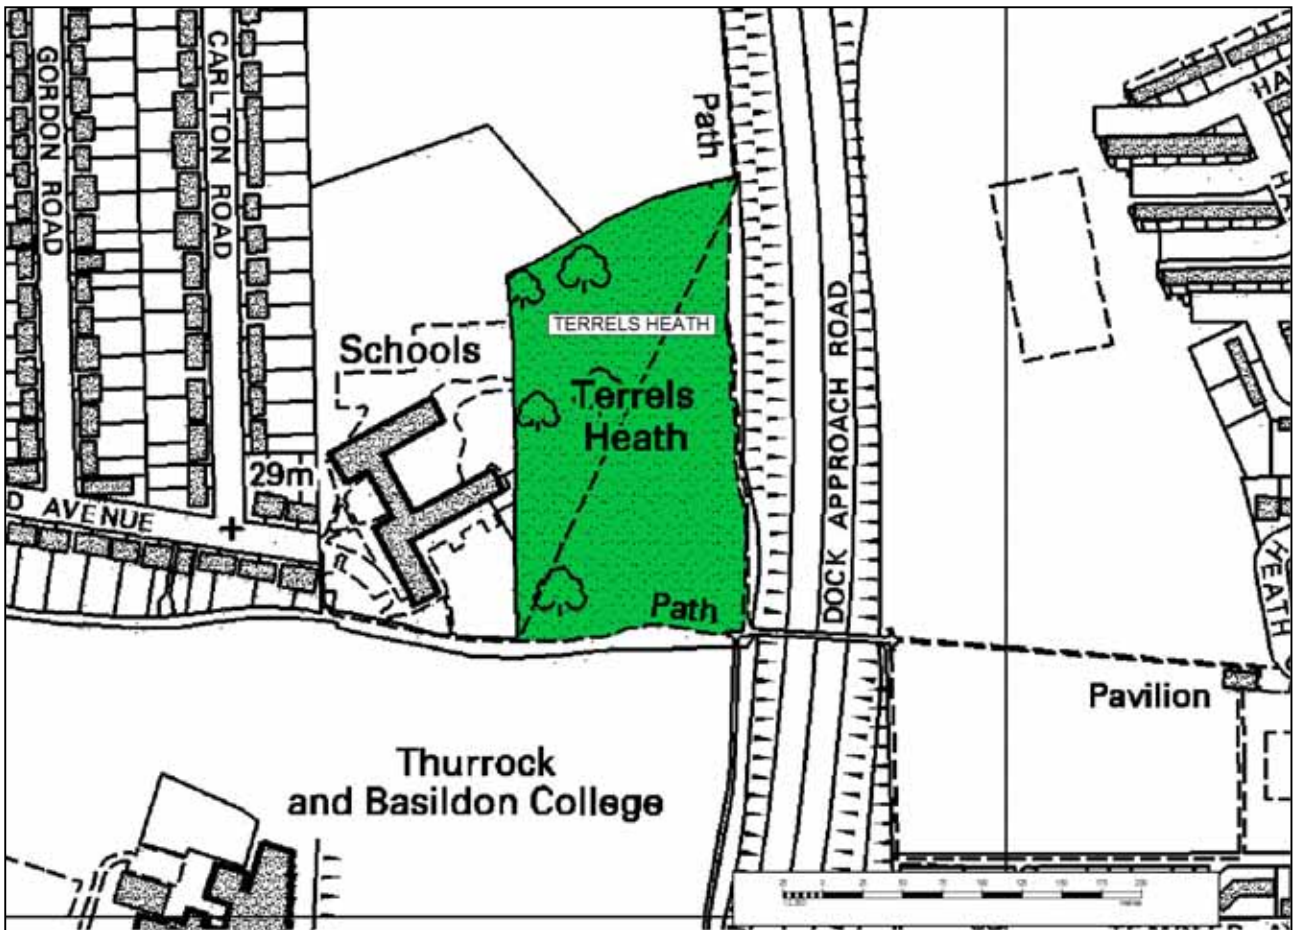 GORDON ROAD
CARLTON ROAD
Path
HA
TERRELS HEATH
Schools
Terrels
Heath
DOCK APPROACH ROAD
29m
D AVENUE
HEATH
Path
Pavilion
Thurrock
and Basildon College